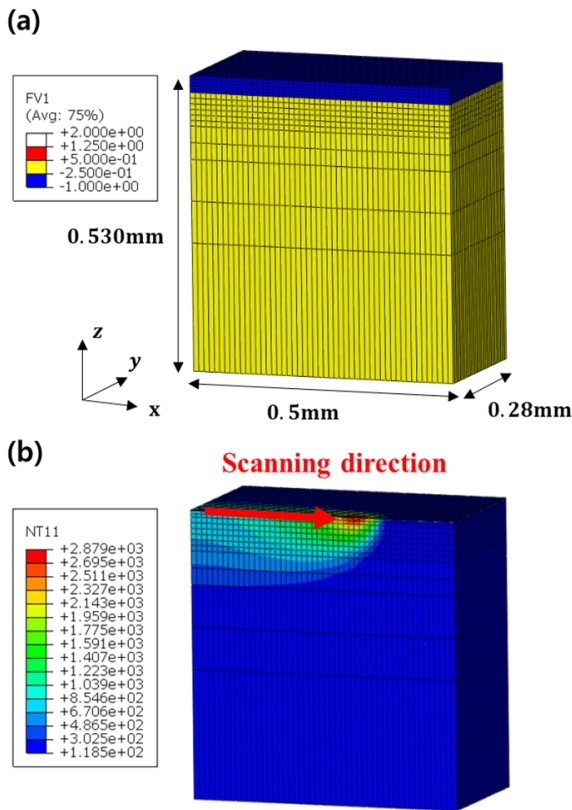 (a)
FV1
(Avg: 75%)
+2.000e+00
+1.250e+00
+5.000e-01
-2.500e-01
-1.000e+00
0.530mm
z
y
x
0.5mm
0.28mm
(b)
Scanning direction
NT11
+2.879e+03
+2.695e+03
+2.511e+03
+2.327e+03
+2.143e+03
+1.959e+03
+1.775e+03
+1.591e+03
+1.407e+03
+1.223e+03
+1.039e+03
+8.546e+02
+6.706e+02
+4.865e+02
+3.025e+02
+1.185e+02